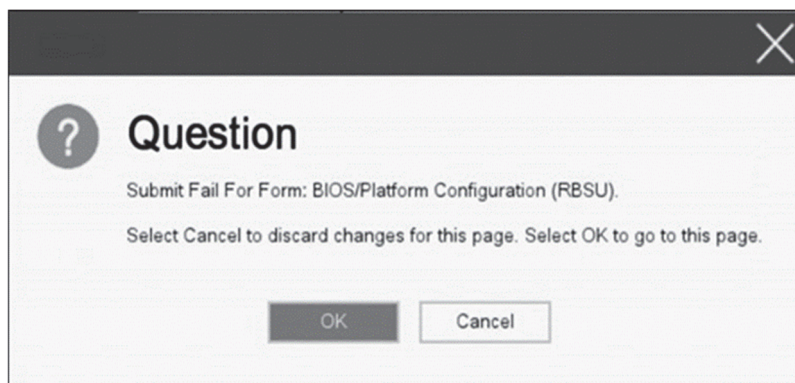 Question
Submit Fail For Form: BIOS/Platform Configuration (RBSU).
Select Cancel to discard changes for this page. Select OK to go to this page.
OK Cancel